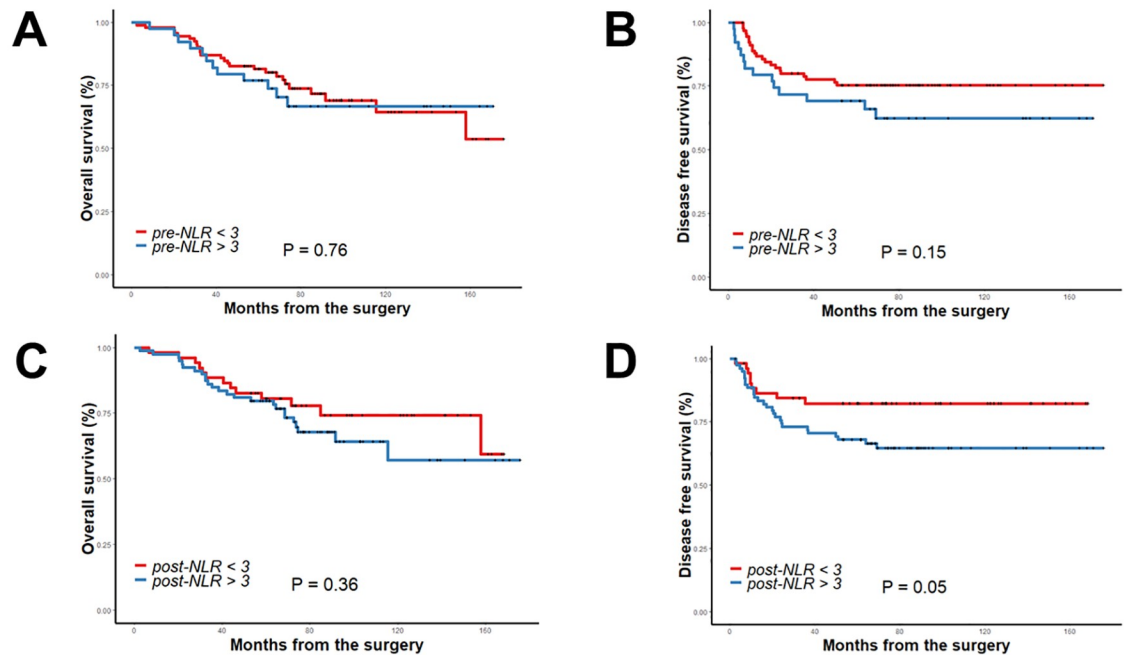 A
Overall survival (%)
1.00
0.75
0.50
0.25
0.00
pre-NLR < 3
pre-NLR > 3
P = 0.76
0
40
80
120
160
Months from the surgery
B
Disease free survival (%)
1.00
0.75
0.50
0.25
0.00
pre-NLR < 3
pre-NLR > 3
P = 0.15
0
40
80
120
160
Months from the surgery
C
Overall survival (%)
1.00
0.75
0.50
0.25
0.00
post-NLR < 3
post-NLR > 3
P = 0.36
0
40
80
120
160
Months from the surgery
D
Disease free survival (%)
1.00
0.75
0.50
0.25
0.00
post-NLR < 3
post-NLR > 3
P = 0.05
0
40
80
120
160
Months from the surgery